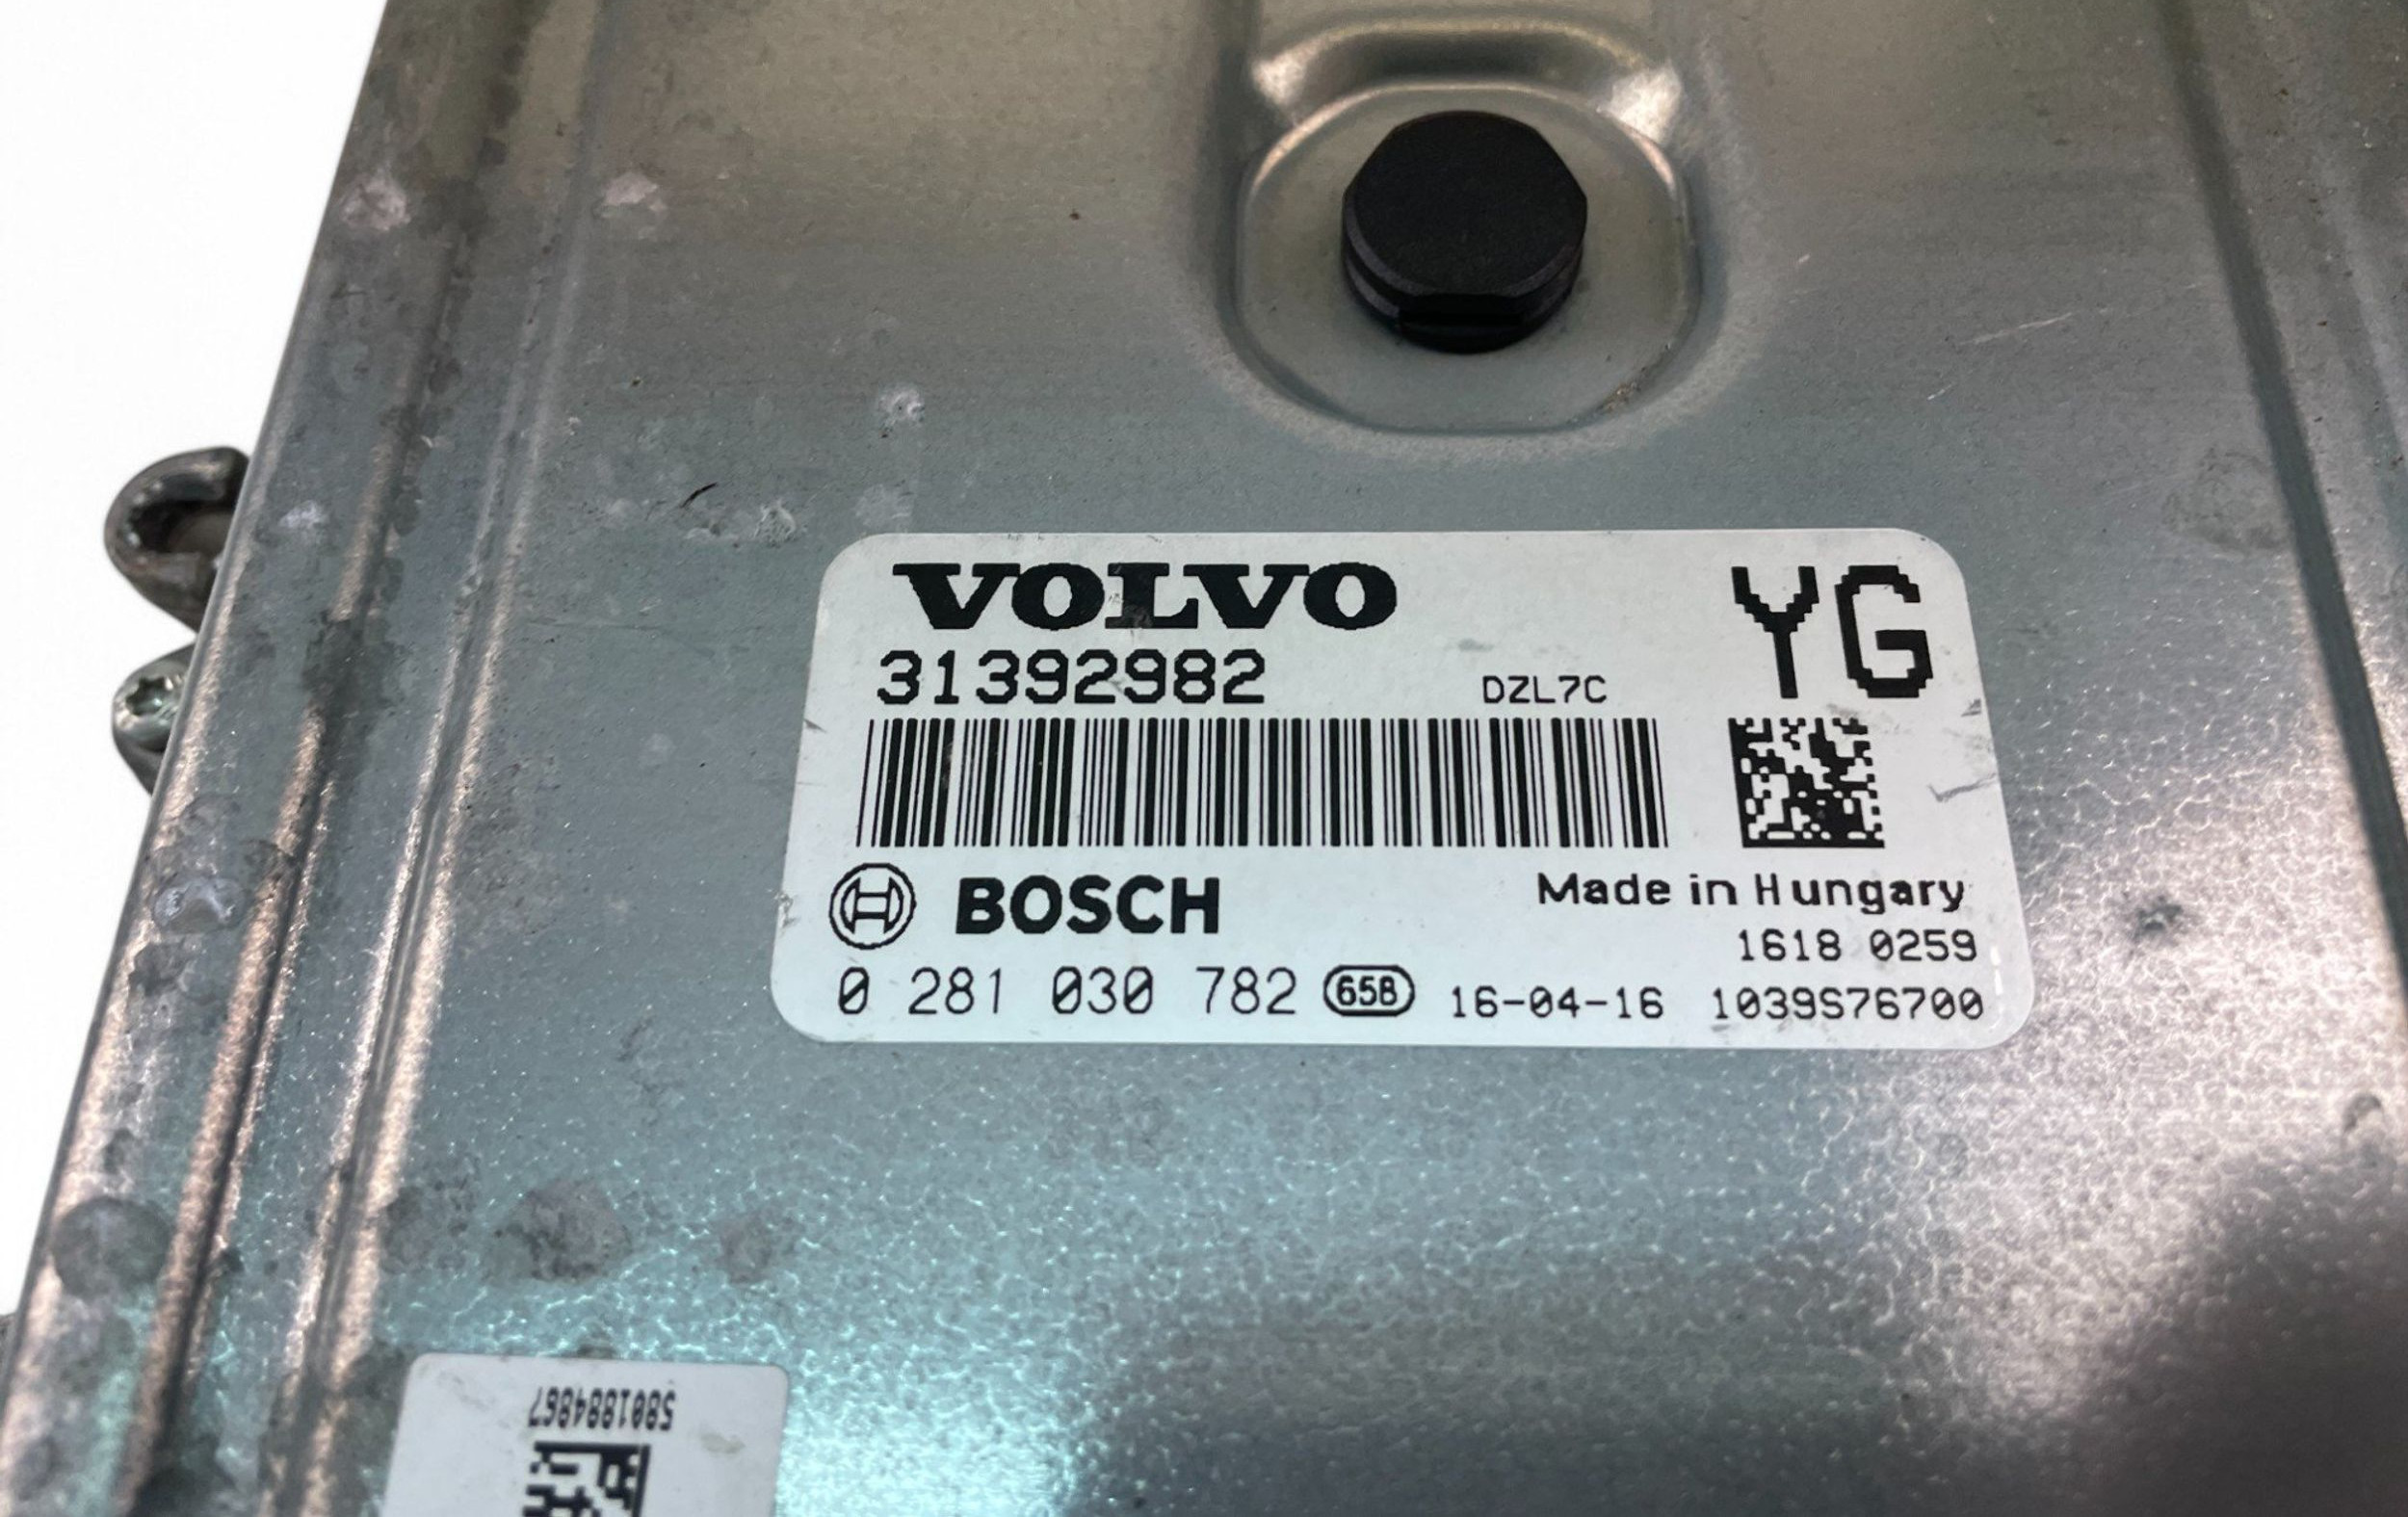 VOLVO
YG
31392982
DZL7C
BOSCH
Made in Hungary
1618 0259
0 281 030 782 65B 16-04-16 1039S76700
5801884867